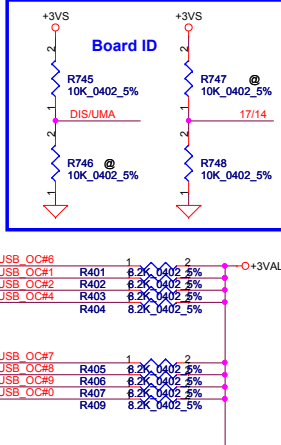 +3VS +3VS
Board ID
2 2
R745 R747 @
10K_0402_5% 10K_0402_5%
1 1
DIS/UMA 17/14
2 2
R746 @ R748
10K_0402_5% 10K_0402_5%
1 1
USB_OC#6 1 2 +3VAL
USB_OC#1 R401 8.2K_0402_5%
USB_OC#2 R402 8.2K_0402_5%
USB_OC#4 R403 8.2K_0402_5%
R404 8.2K_0402_5%
USB_OC#7 1 2
USB_OC#8 R405 8.2K_0402_5%
USB_OC#9 R406 8.2K_0402_5%
USB_OC#0 R407 8.2K_0402_5%
R409 8.2K_0402_5%